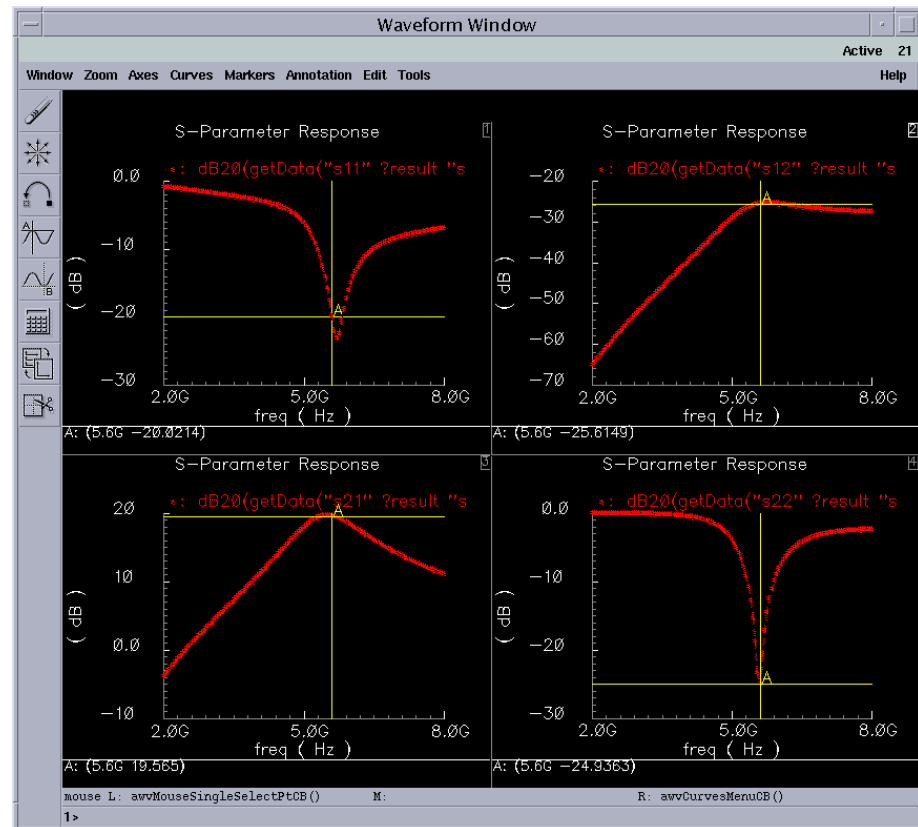 Waveform Window
Active 21
Window Zoom Axes Curves Markers Annotation Edit Tools Help
S-Parameter Response
1
*: dB20(getData("s11" ?result "s
0.0
-10
-20
-30
( dB )
A
2.0G 5.0G 8.0G
freq ( Hz )
A: (5.6G -20.0214)
S-Parameter Response
2
*: dB20(getData("s12" ?result "s
-20
-30
-40
-50
-60
-70
( dB )
A
2.0G 5.0G 8.0G
freq ( Hz )
A: (5.6G -25.6149)
S-Parameter Response
3
*: dB20(getData("s21" ?result "s
20
10
0.0
-10
( dB )
A
2.0G 5.0G 8.0G
freq ( Hz )
A: (5.6G 19.565)
S-Parameter Response
4
*: dB20(getData("s22" ?result "s
0.0
-10
-20
-30
( dB )
A
2.0G 5.0G 8.0G
freq ( Hz )
A: (5.6G -24.9363)
mouse L: awvMouseSingleSelectPtCB() M: R: awvCurvesMenuCB()
1>